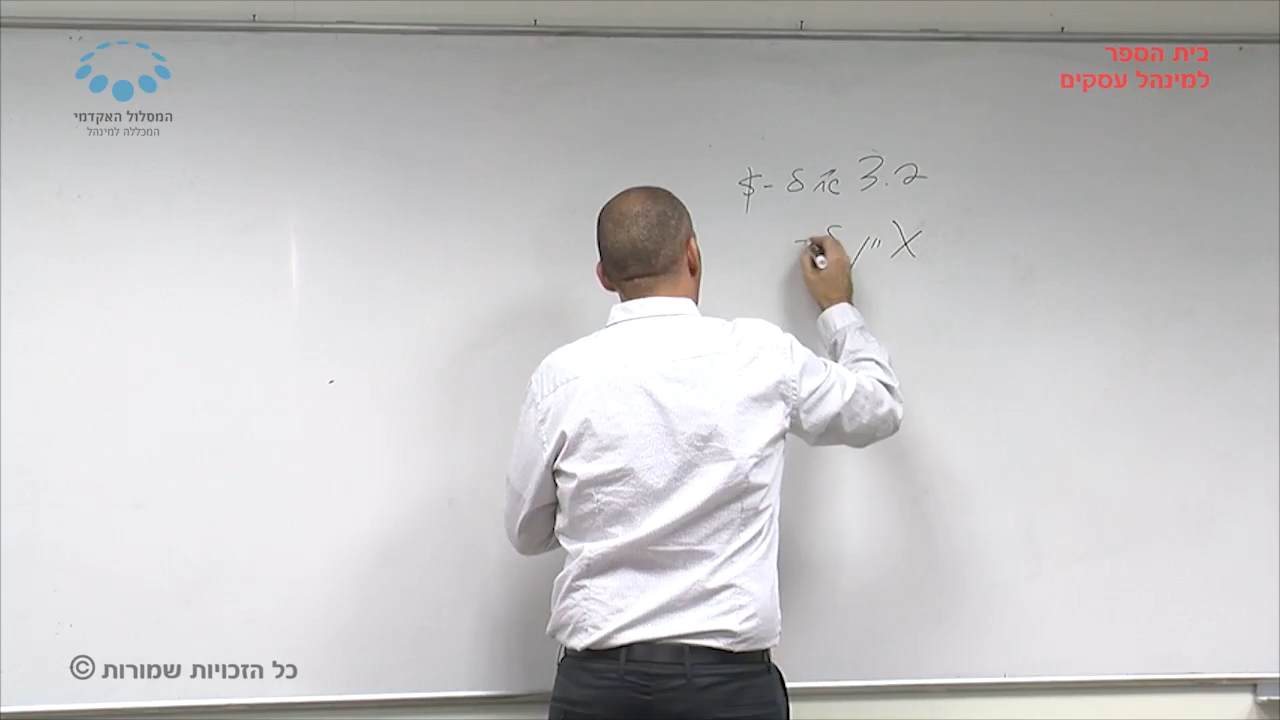 בית הספר
למינהל עסקים
המסלול האקדמי
המכללה למינהל
3.2 ל-$
X
כל הזכויות שמורות ©